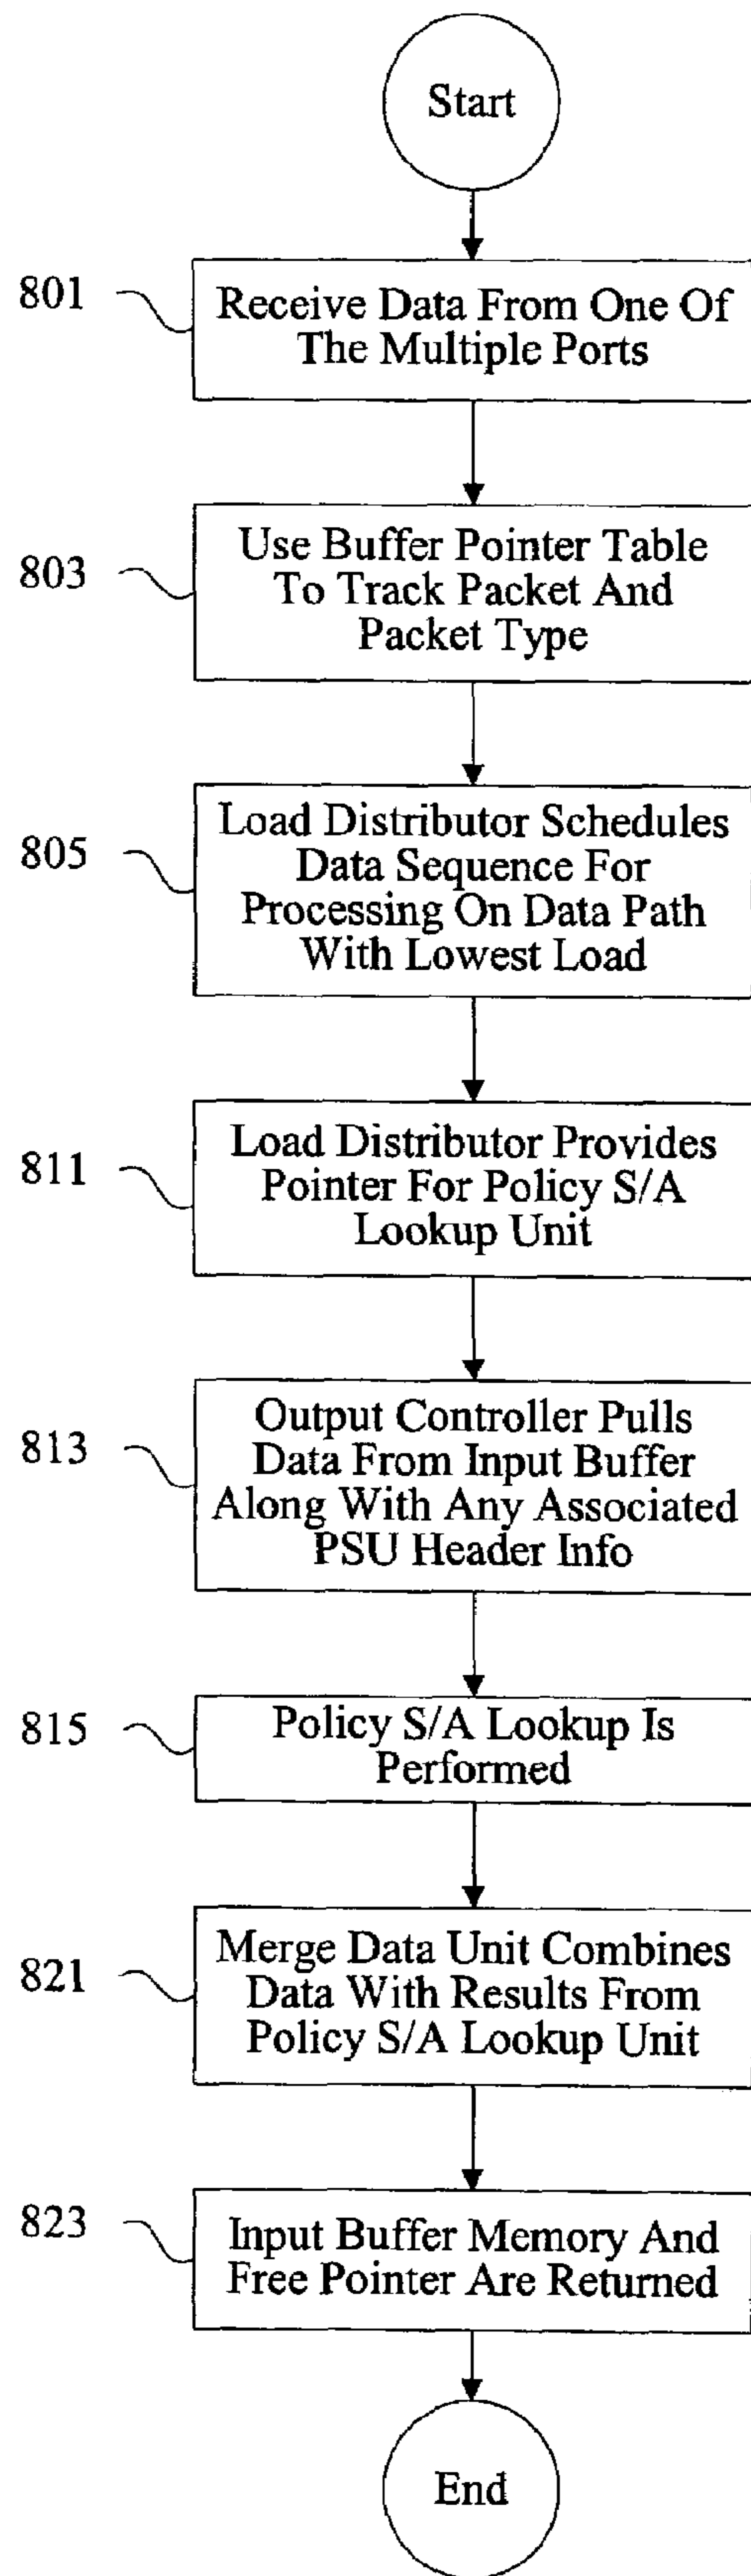 Start
801
Receive Data From One Of
The Multiple Ports
803
Use Buffer Pointer Table
To Track Packet And
Packet Type
805
Load Distributor Schedules
Data Sequence For
Processing On Data Path
With Lowest Load
811
Load Distributor Provides
Pointer For Policy S/A
Lookup Unit
813
Output Controller Pulls
Data From Input Buffer
Along With Any Associated
PSU Header Info
815
Policy S/A Lookup Is
Performed
821
Merge Data Unit Combines
Data With Results From
Policy S/A Lookup Unit
823
Input Buffer Memory And
Free Pointer Are Returned
End